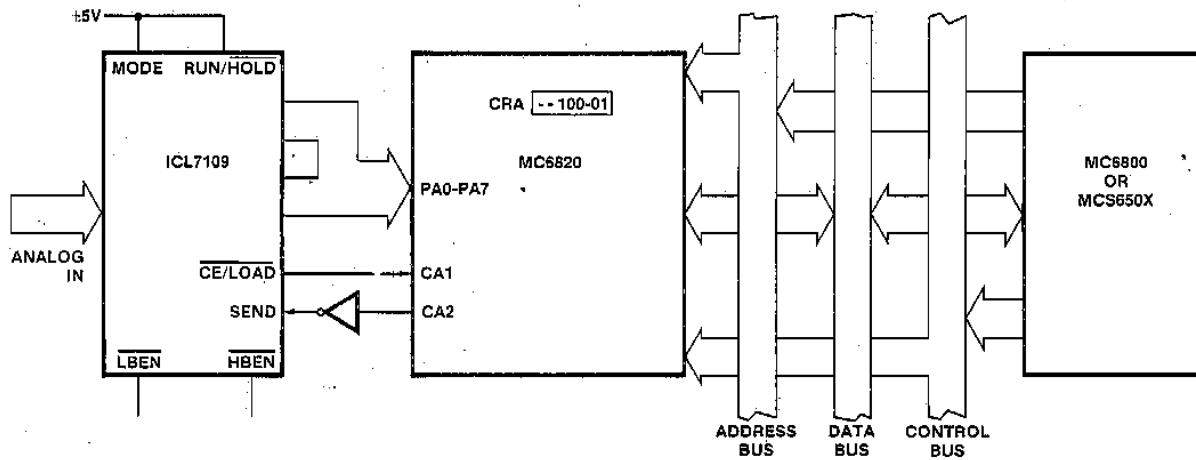 +5V
MODE RUN/HOLD
ICL7109
ANALOG
IN
CE/LOAD
SEND
LBEN HBEN
CRA --100-01
MC6820
PA0-PA7
CA1
CA2
MC6800
OR
MCS650X
ADDRESS
BUS
DATA
BUS
CONTROL
BUS